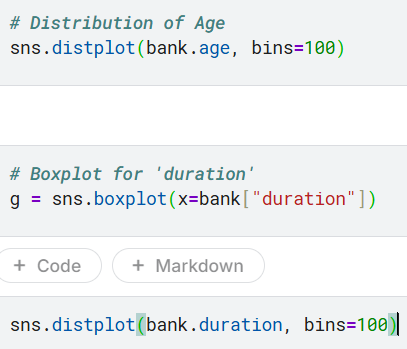 # Distribution of Age
sns.distplot(bank.age, bins=100)
# Boxplot for 'duration'
g = sns.boxplot(x=bank["duration"])
+ Code + Markdown
sns.distplot(bank.duration, bins=100)